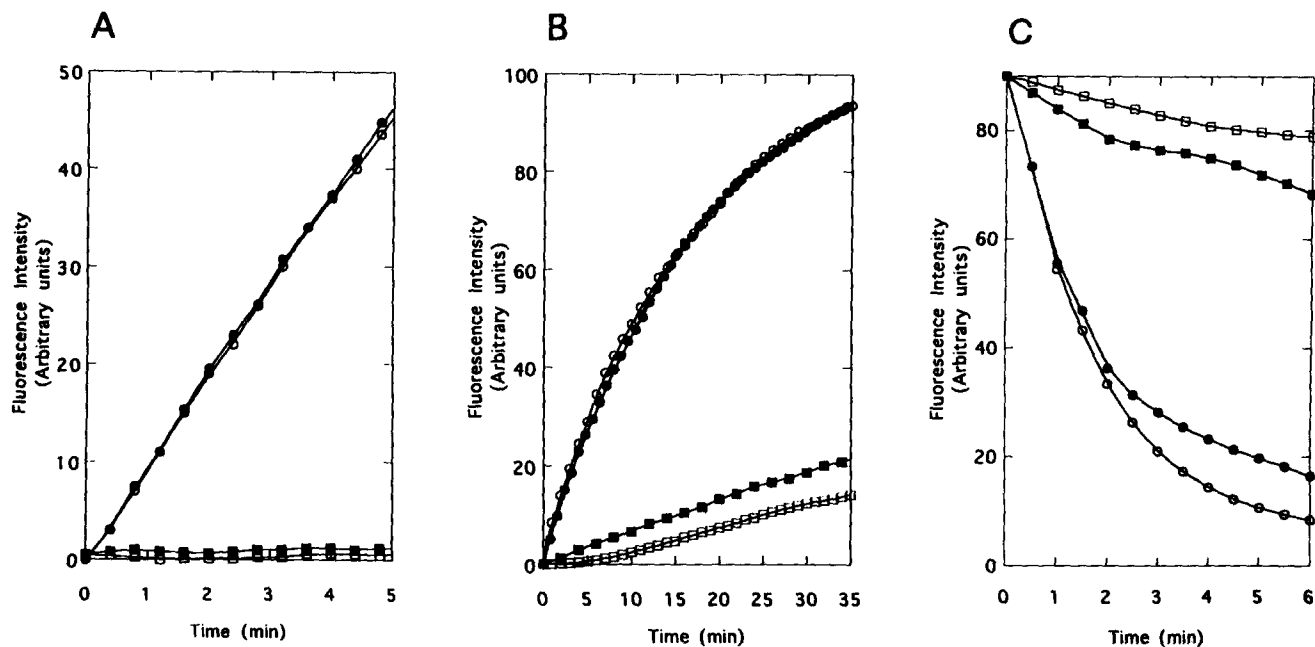 A
Fluorescence Intensity
(Arbitrary units)
50
40
30
20
10
0
0 1 2 3 4 5
Time (min)
B
Fluorescence Intensity
(Arbitrary units)
100
80
60
40
20
0
0 5 10 15 20 25 30 35
Time (min)
C
Fluorescence Intensity
(Arbitrary units)
80
60
40
20
0
0 1 2 3 4 5 6
Time (min)